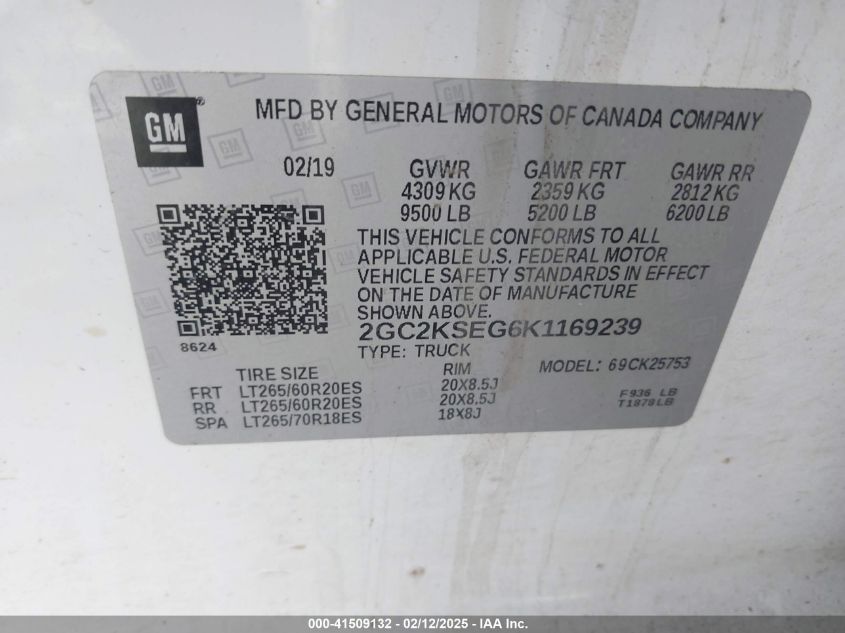 GM®
MFD BY GENERAL MOTORS OF CANADA COMPANY
02/19 GVWR GAWR FRT GAWR RR
4309 KG 2359 KG 2812 KG
9500 LB 5200 LB 6200 LB
THIS VEHICLE CONFORMS TO ALL
APPLICABLE U.S. FEDERAL MOTOR
VEHICLE SAFETY STANDARDS IN EFFECT
ON THE DATE OF MANUFACTURE
SHOWN ABOVE.
2GC2KSEG6K1169239
8624
TYPE: TRUCK MODEL: 69CK25753
TIRE SIZE RIM
FRT LT265/60R20ES 20X8.5J F936 LB
RR LT265/60R20ES 20X8.5J T1878LB
SPA LT265/70R18ES 18X8J
000-41509132 - 02/12/2025 - IAA Inc.